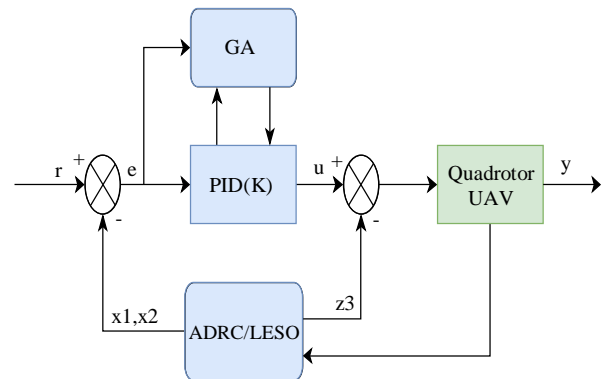 GA
+
r
e
-
PID(K)
u
+
-
Quadrotor
UAV
y
x1,x2
ADRC/LESO
z3